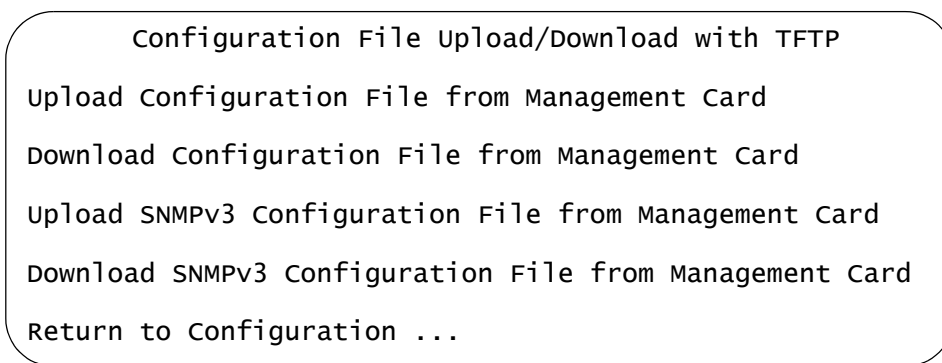 Configuration File Upload/Download with TFTP
Upload Configuration File from Management Card
Download Configuration File from Management Card
Upload SNMPv3 Configuration File from Management Card
Download SNMPv3 Configuration File from Management Card
Return to Configuration ...